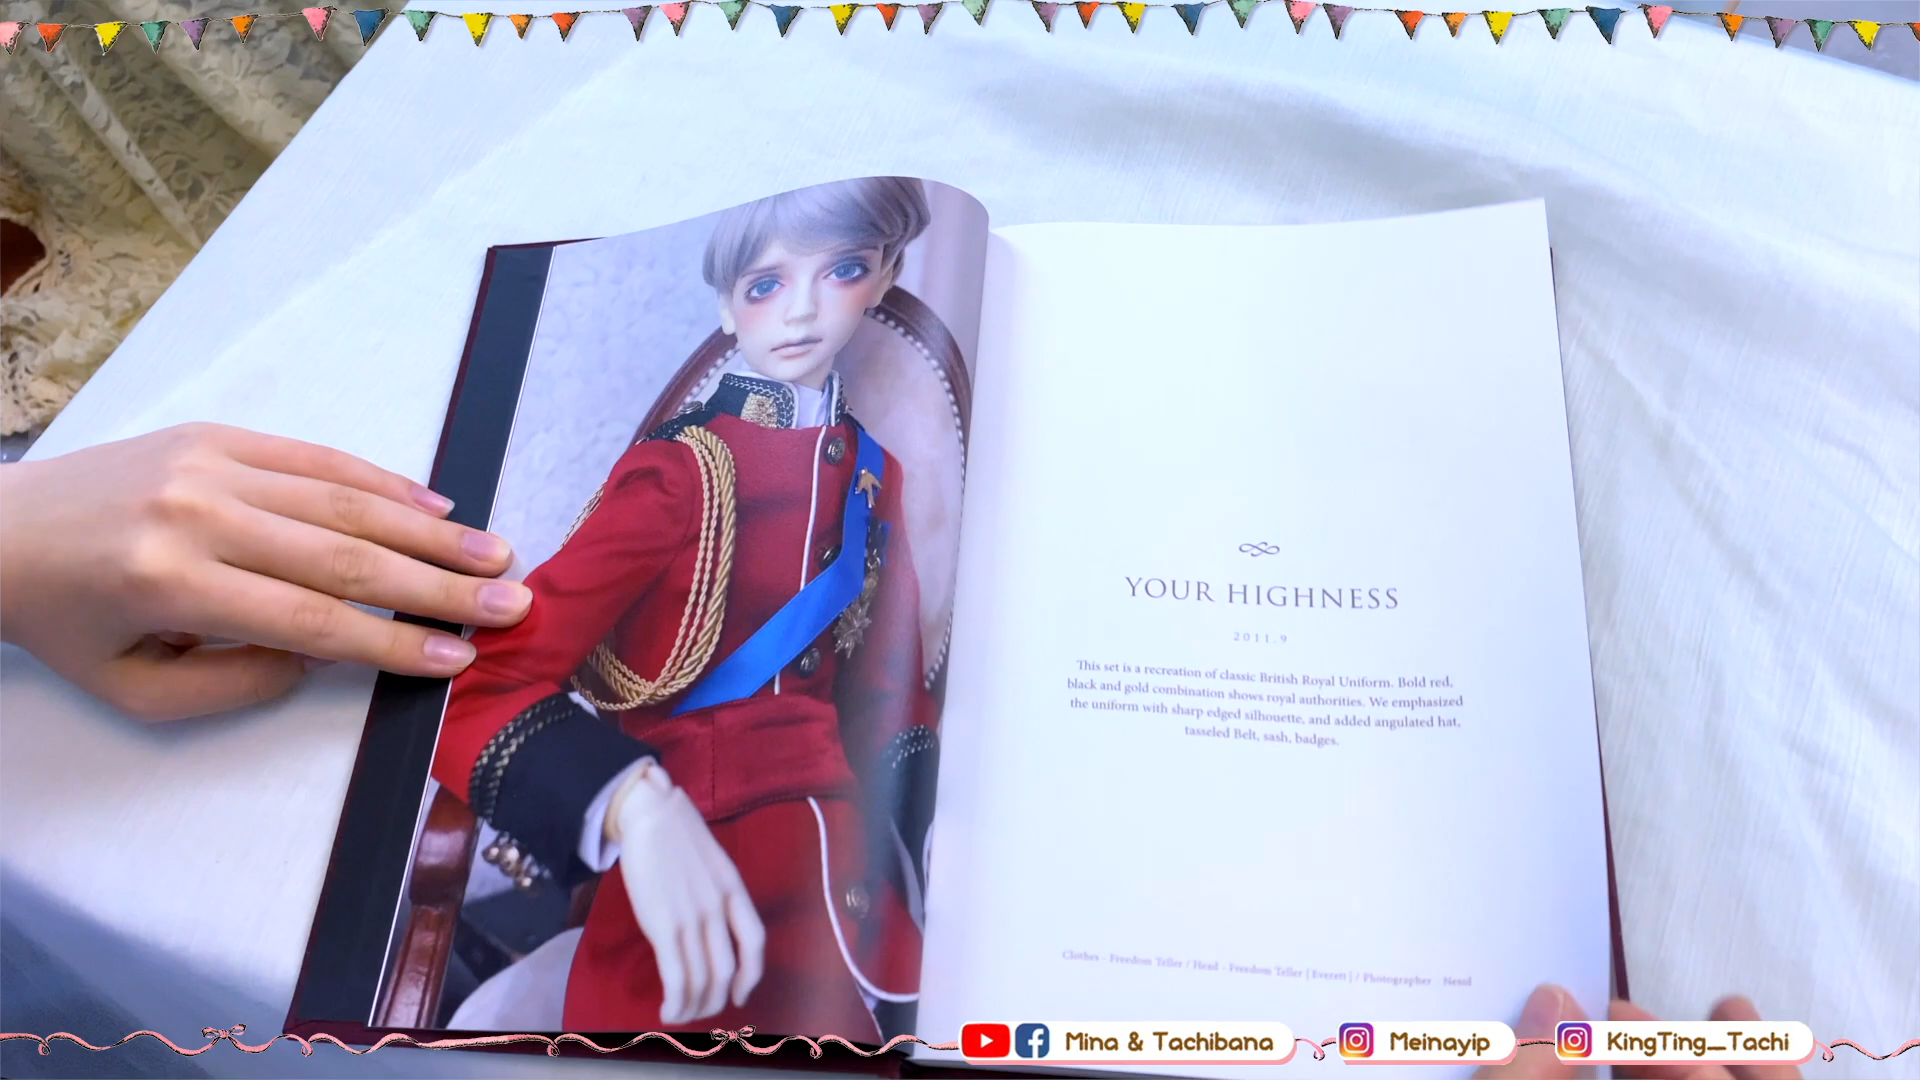 YOUR HIGHNESS
2011.9
This set is a recreation of classic British Royal Uniform. Bold red,
black and gold combination shows royal authorities. We emphasized
the uniform with sharp edged silhouette, and added angulated hat,
tasseled Belt, sash, badges.
Clothes - Freedom Teller / Head - Freedom Teller [ Everett ] / Photographer - Nessil
Mina & Tachibana
Meinayip
KingTing_Tachi